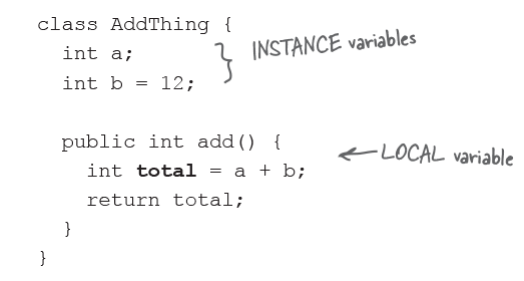 class AddThing {
int a;
int b = 12;
INSTANCE variables
public int add() {
int total = a + b;
return total;
}
}
LOCAL variable